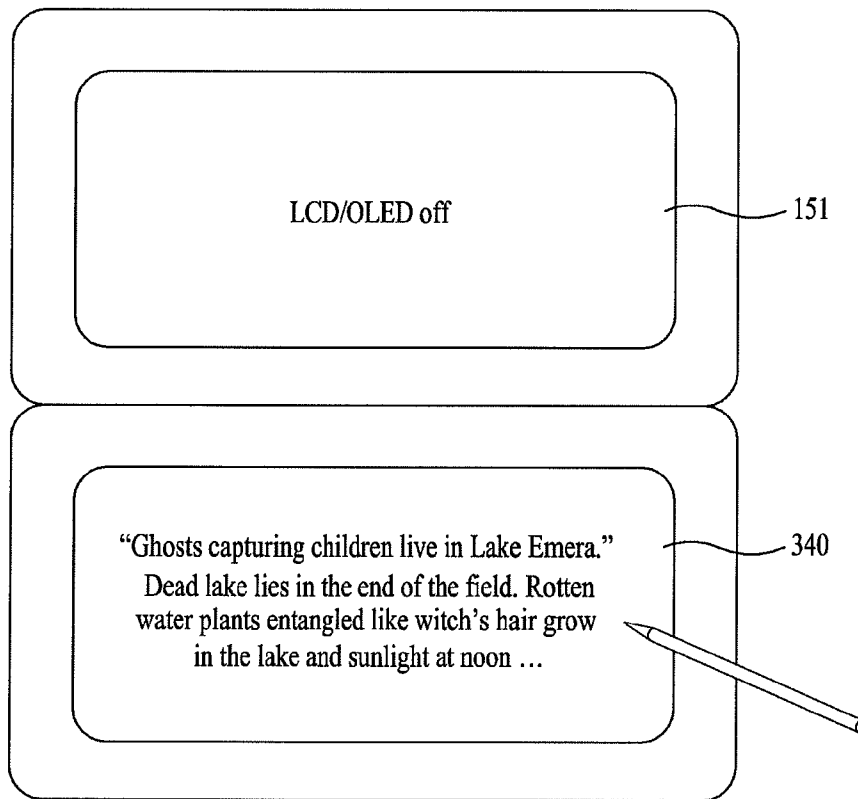 LCD/OLED off
151
“Ghosts capturing children live in Lake Emera.”
340
Dead lake lies in the end of the field. Rotten
water plants entangled like witch’s hair grow
in the lake and sunlight at noon ...